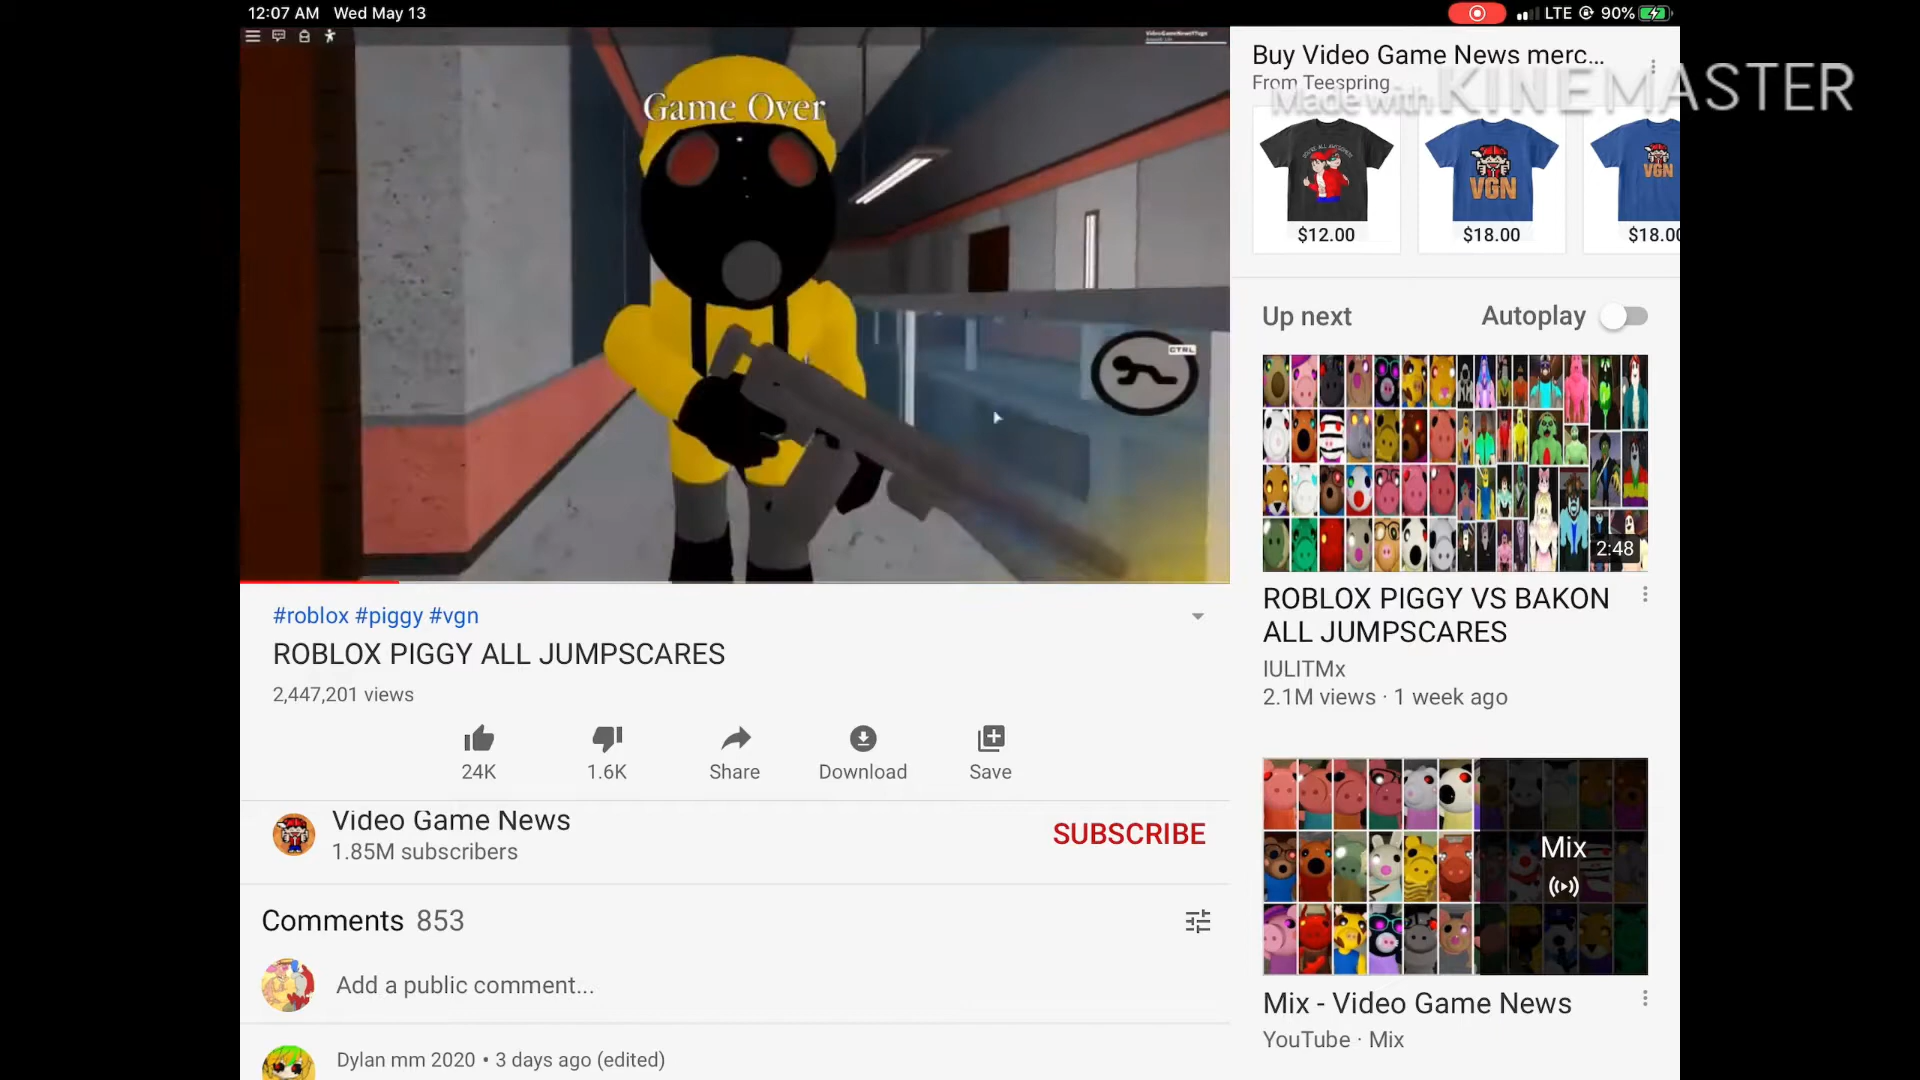 12:07 AM Wed May 13
LTE 90%
Game Over
CTRL
#roblox #piggy #vgn
ROBLOX PIGGY ALL JUMPSCARES
2,447,201 views
24K
1.6K
Share
Download
Save
Video Game News
1.85M subscribers
SUBSCRIBE
Comments 853
Add a public comment...
Dylan mm 2020 • 3 days ago (edited)
Buy Video Game News merc...
From Teespring
Made with KINEMASTER
VGN
VGN
$12.00
$18.00
$18.00
Up next
Autoplay
2:48
ROBLOX PIGGY VS BAKON
ALL JUMPSCARES
IULITMx
2.1M views · 1 week ago
Mix
Mix - Video Game News
YouTube · Mix